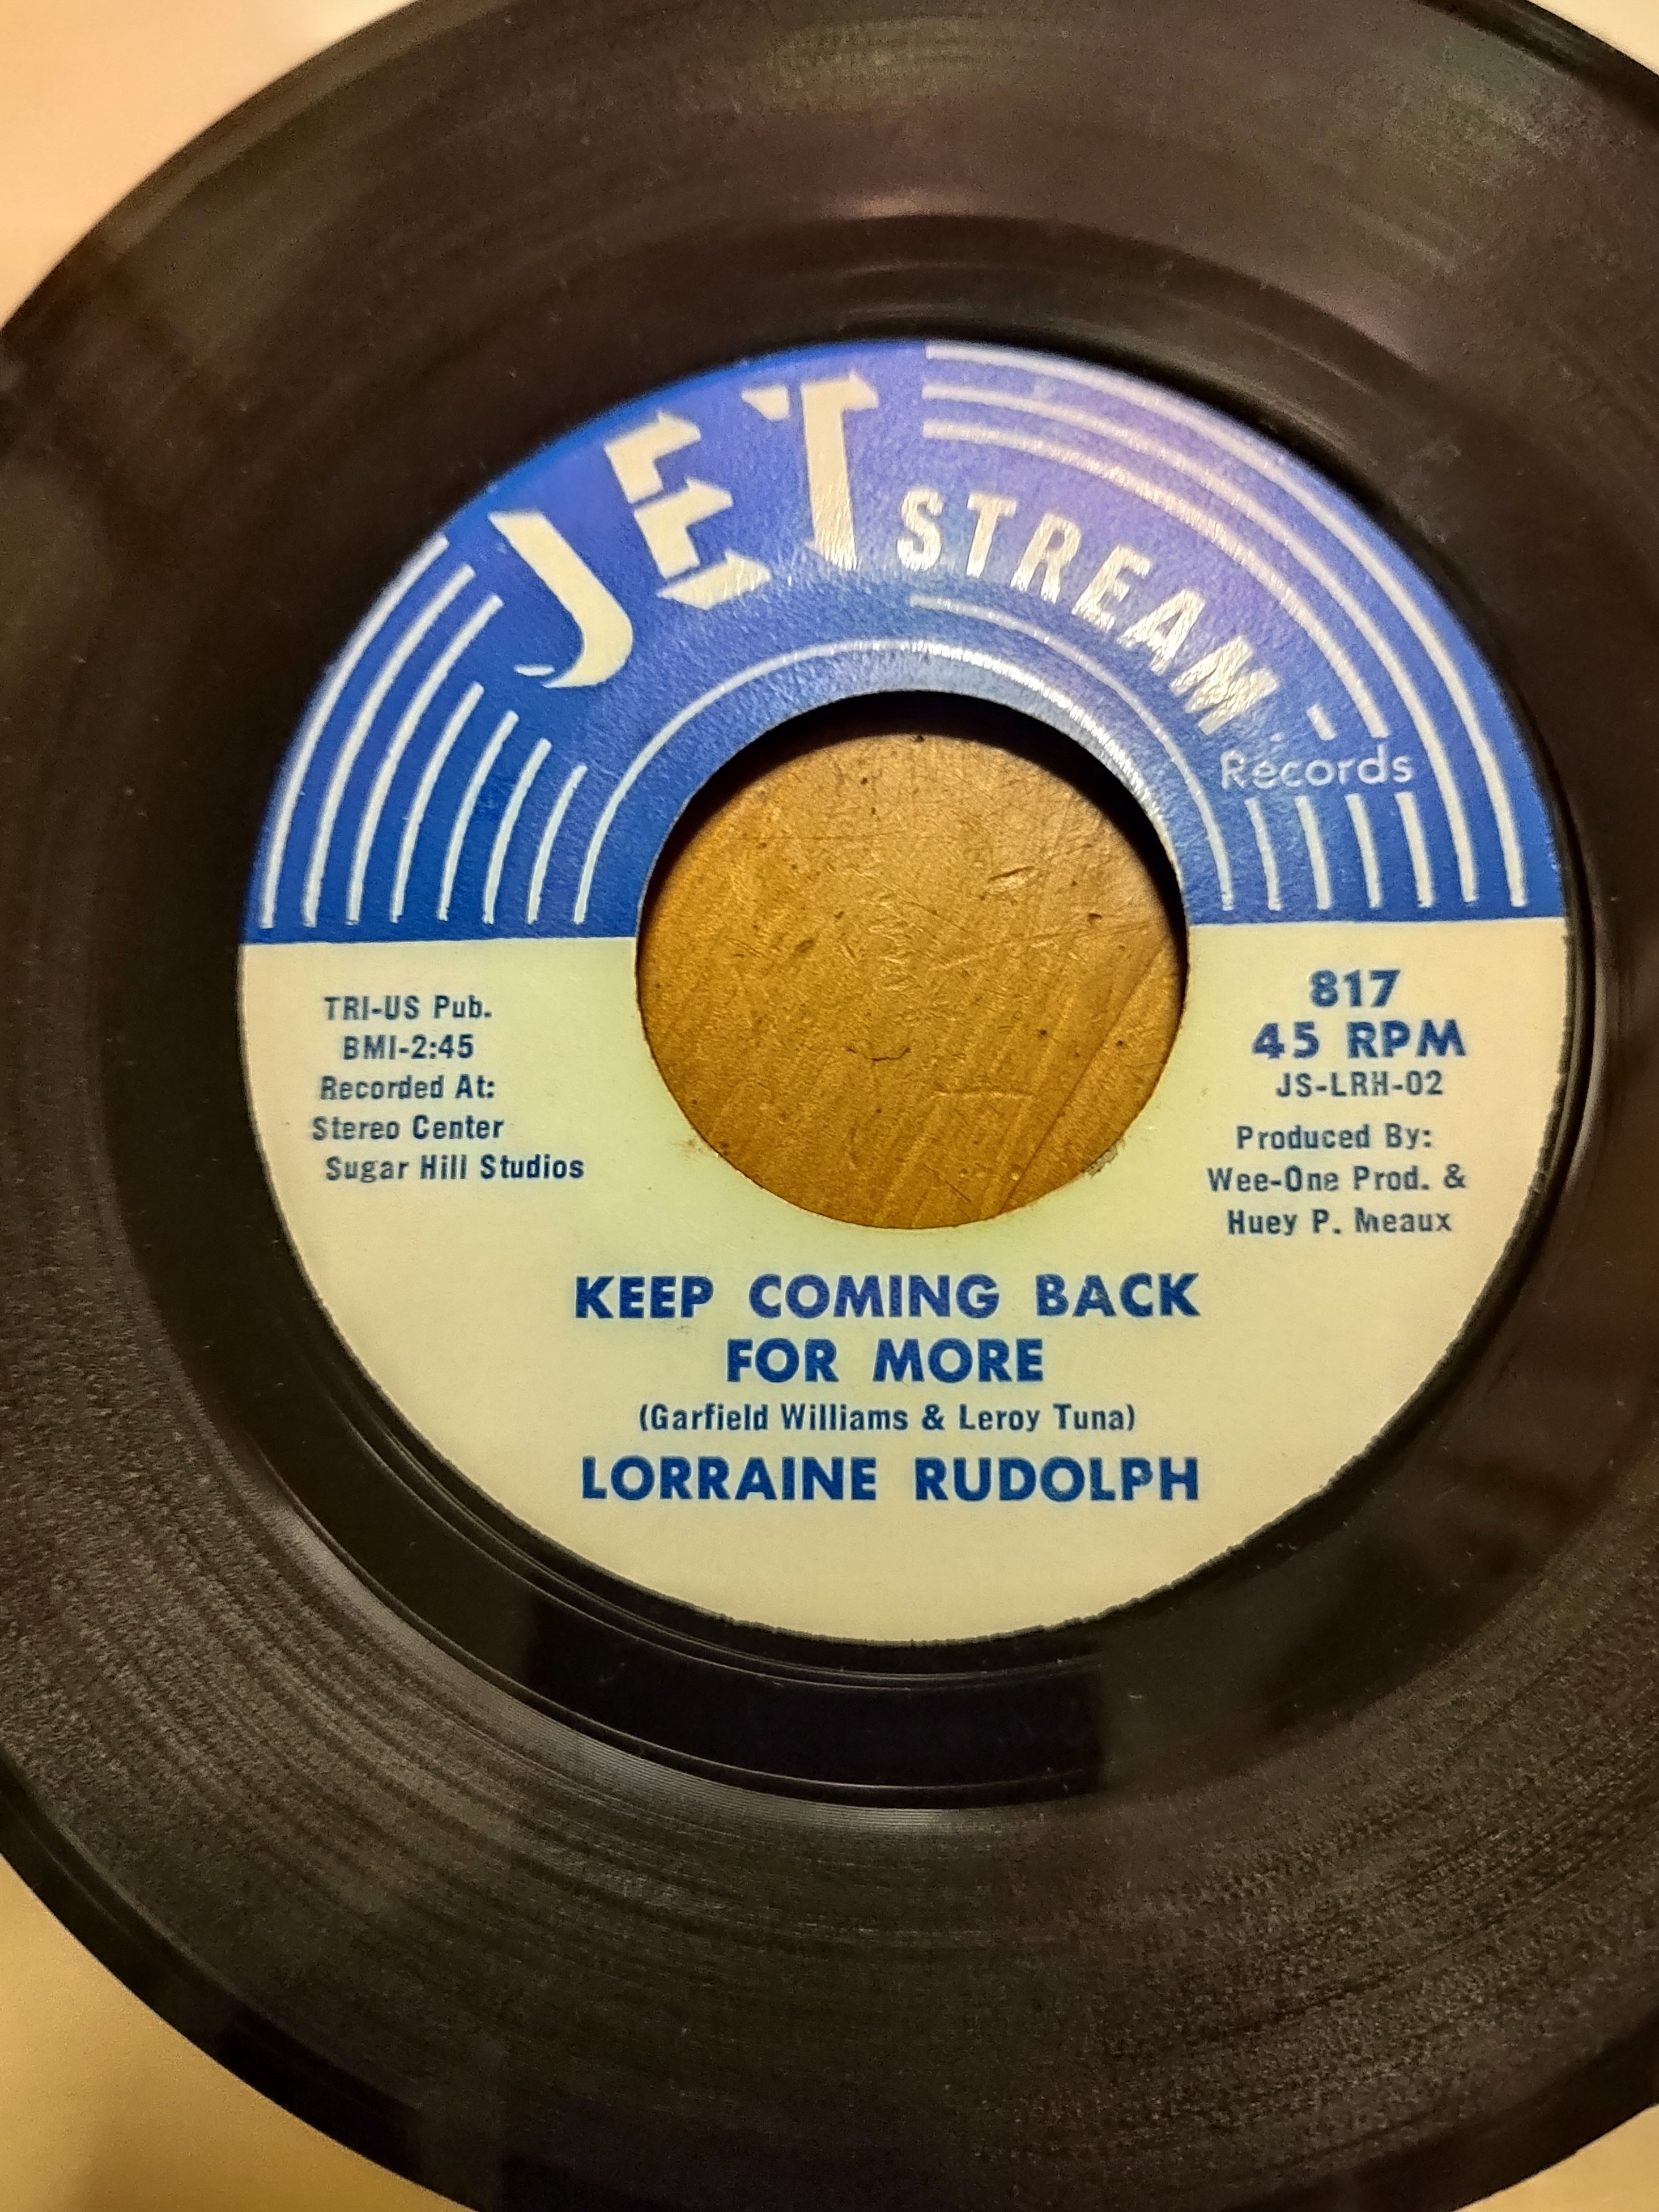 JET STREAM
Records
TRI-US Pub.
BMI-2:45
Recorded At:
Stereo Center
Sugar Hill Studios
817
45 RPM
JS-LRH-02
Produced By:
Wee-One Prod. &
Huey P. Meaux
KEEP COMING BACK
FOR MORE
(Garfield Williams & Leroy Tuna)
LORRAINE RUDOLPH